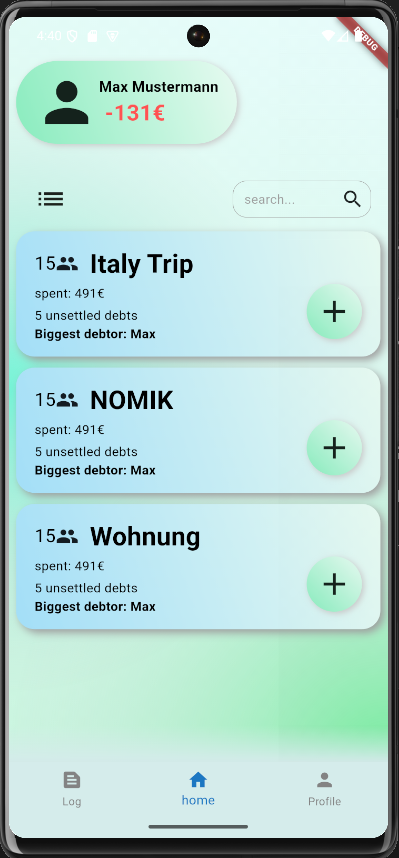 4:40
DEBUG
Max Mustermann
-131€
search...
15 Italy Trip
spent: 491€
5 unsettled debts
Biggest debtor: Max
15 NOMIK
spent: 491€
5 unsettled debts
Biggest debtor: Max
15 Wohnung
spent: 491€
5 unsettled debts
Biggest debtor: Max
Log home Profile